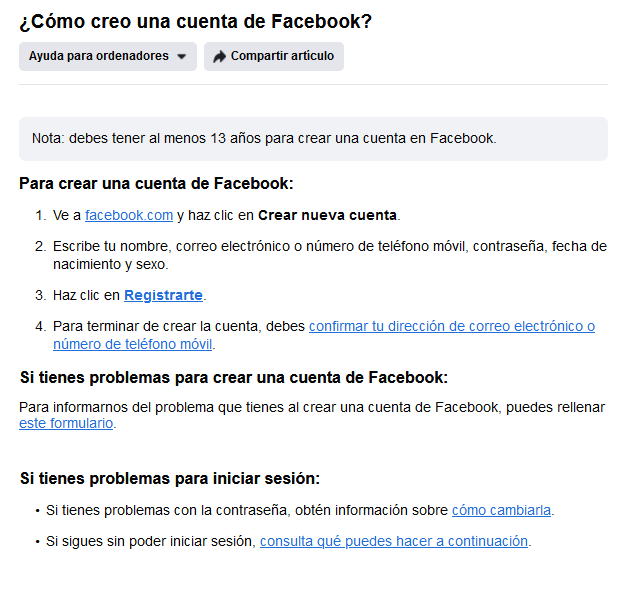 ¿Cómo creo una cuenta de Facebook?
Ayuda para ordenadores Compartir artículo
Nota: debes tener al menos 13 años para crear una cuenta en Facebook.
Para crear una cuenta de Facebook:
1. Ve a facebook.com y haz clic en Crear nueva cuenta.
2. Escribe tu nombre, correo electrónico o número de teléfono móvil, contraseña, fecha de
nacimiento y sexo.
3. Haz clic en Registrarte.
4. Para terminar de crear la cuenta, debes confirmar tu dirección de correo electrónico o
número de teléfono móvil.
Si tienes problemas para crear una cuenta de Facebook:
Para informarnos del problema que tienes al crear una cuenta de Facebook, puedes rellenar
este formulario.
Si tienes problemas para iniciar sesión:
• Si tienes problemas con la contraseña, obtén información sobre cómo cambiarla.
• Si sigues sin poder iniciar sesión, consulta qué puedes hacer a continuación.